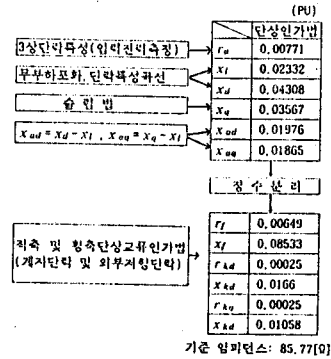 (PU)
단상인가법
3상단락특성(입력전력측정)
무부하포화, 단락특성곡선
슬립법
x_ad = x_d - x_l , x_aq = x_q - x_l
r_a 0.00771
x_l 0.02332
x_d 0.04308
x_q 0.03567
x_ad 0.01976
x_aq 0.01865
정수분리
직축 및 횡축단상교류인가법
(계자단락 및 외부저항단락)
r_f 0.00649
x_f 0.08533
r_kd 0.00025
x_kd 0.0166
r_kq 0.00025
x_kd 0.01058
기준 임피던스: 85.77[Ω]